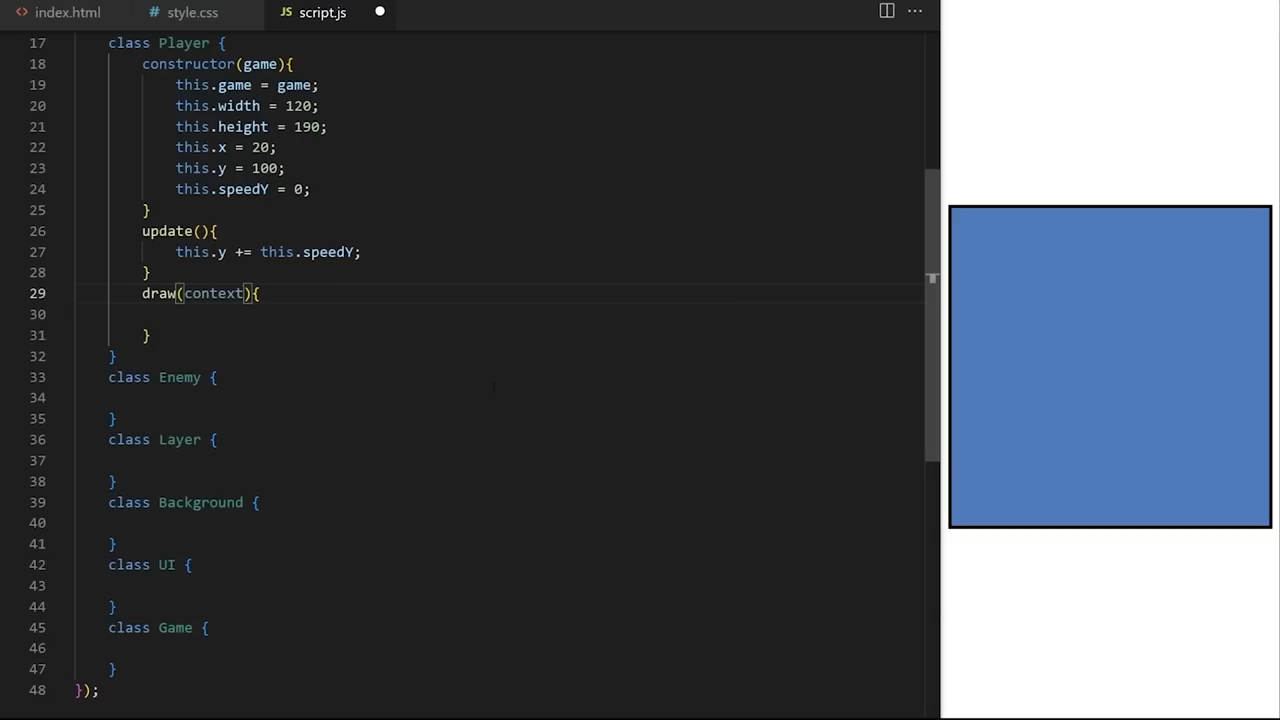 <> index.html # style.css JS script.js ● ···
17 class Player {
18 constructor(game){
19 this.game = game;
20 this.width = 120;
21 this.height = 190;
22 this.x = 20;
23 this.y = 100;
24 this.speedY = 0;
25 }
26 update(){
27 this.y += this.speedY;
28 }
29 draw(context){
30
31 }
32 }
33 class Enemy {
34
35 }
36 class Layer {
37
38 }
39 class Background {
40
41 }
42 class UI {
43
44 }
45 class Game {
46
47 }
48 });